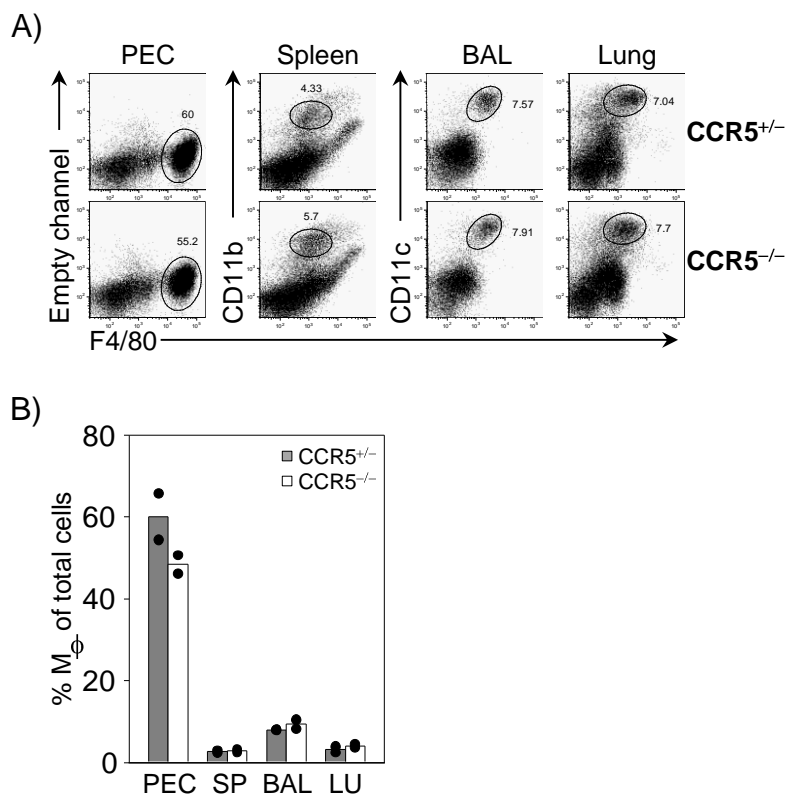 A)
PEC Spleen BAL Lung
Empty channel
CD11b
CD11c
60
4.33
7.57
7.04
CCR5+/–
55.2
5.7
7.91
7.7
CCR5–/–
F4/80
B)
% Mϕ of total cells
80
60
40
20
0
CCR5+/–
CCR5–/–
PEC SP BAL LU